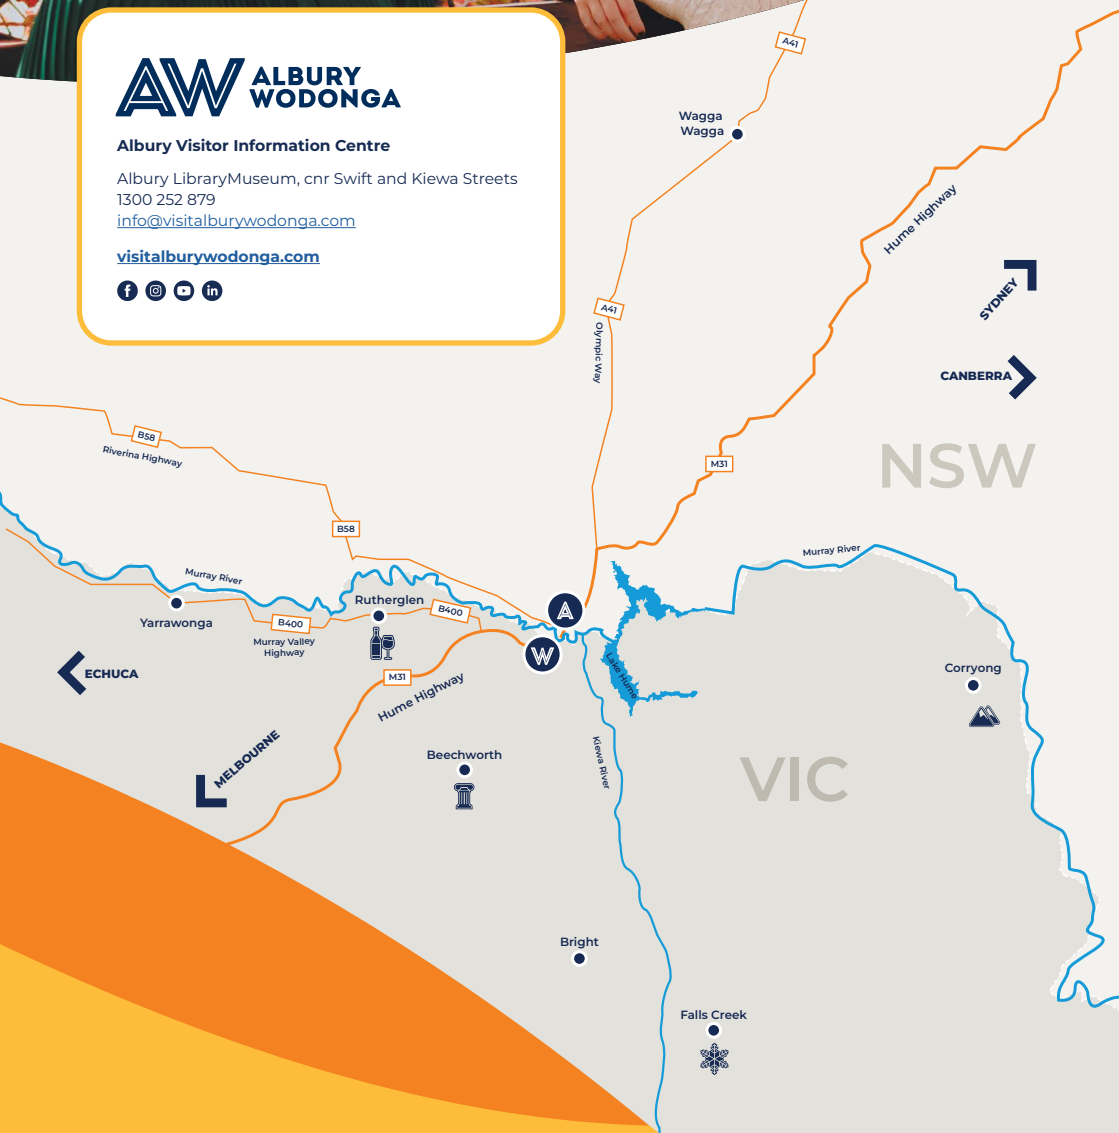 AW ALBURY
WODONGA
Albury Visitor Information Centre
Albury LibraryMuseum, cnr Swift and Kiewa Streets
1300 252 879
info@visitalburywodonga.com
visitalburywodonga.com
A41
Wagga
Wagga
Hume Highway
SYDNEY
A41
Olympic Way
CANBERRA
B58
Riverina Highway
NSW
M31
B58
Murray River
Murray River
Rutherglen
A
B400
Yarrawonga
B400
Murray Valley
Highway
W
Lake Hume
ECHUCA
M31
Hume Highway
Corryong
MELBOURNE
Beechworth
Kiewa River
VIC
Bright
Falls Creek